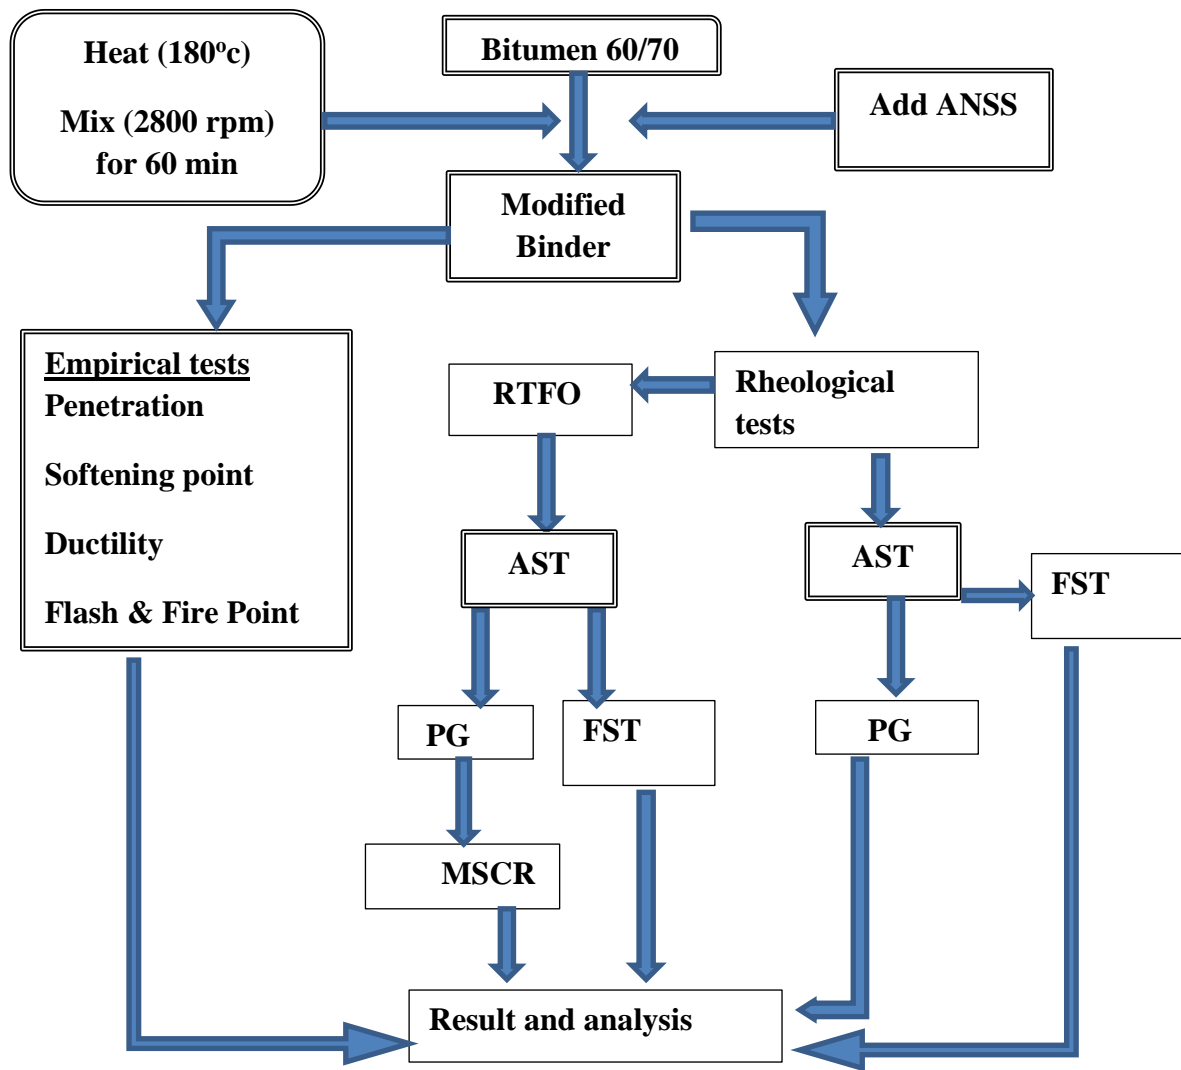 Heat (180ºc)
Mix (2800 rpm)
for 60 min
Bitumen 60/70
Add ANSS
Modified
Binder
Empirical tests
Penetration
Softening point
Ductility
Flash & Fire Point
RTFO
Rheological
tests
AST
AST
FST
PG
FST
PG
MSCR
Result and analysis